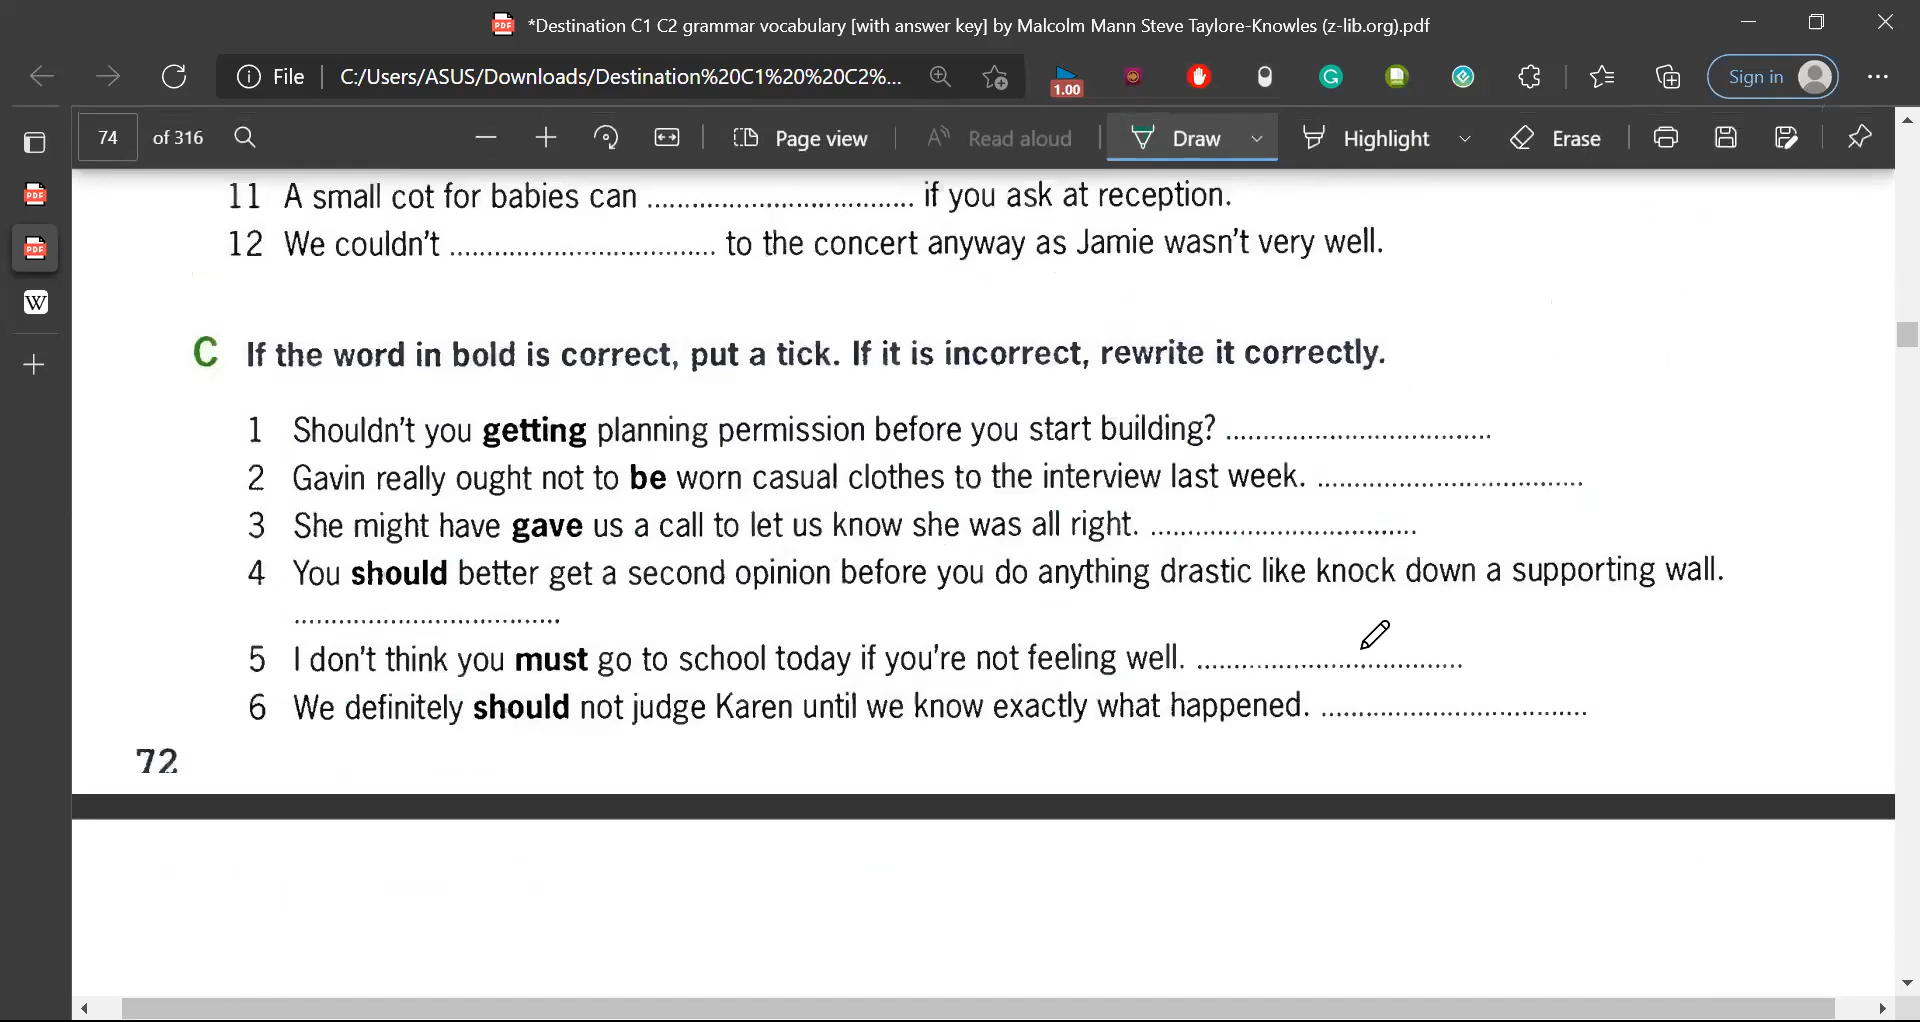 *Destination C1 C2 grammar vocabulary [with answer key] by Malcolm Mann Steve Taylore-Knowles (z-lib.org).pdf
File C:/Users/ASUS/Downloads/Destination%20C1%20%20C2%... 1.00 Sign in
74 of 316 Page view Read aloud Draw Highlight Erase
11 A small cot for babies can .................................... if you ask at reception.
12 We couldn't .................................... to the concert anyway as Jamie wasn't very well.
C If the word in bold is correct, put a tick. If it is incorrect, rewrite it correctly.
1 Shouldn't you getting planning permission before you start building? ....................................
2 Gavin really ought not to be worn casual clothes to the interview last week. ....................................
3 She might have gave us a call to let us know she was all right. ....................................
4 You should better get a second opinion before you do anything drastic like knock down a supporting wall.
....................................
5 I don't think you must go to school today if you're not feeling well. ....................................
6 We definitely should not judge Karen until we know exactly what happened. ....................................
72